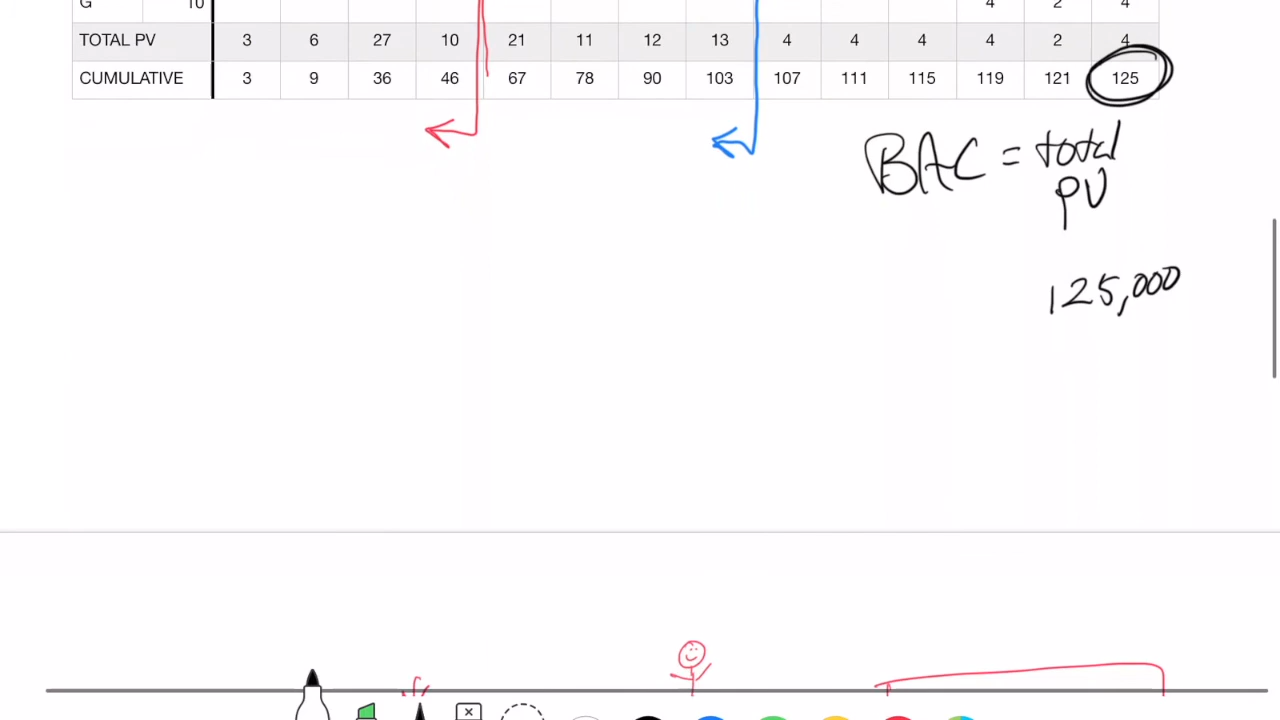 G 10 4 2 4
TOTAL PV 3 6 27 10 21 11 12 13 4 4 4 4 2 4
CUMULATIVE 3 9 36 46 67 78 90 103 107 111 115 119 121 125
BAC = total
PV
125,000